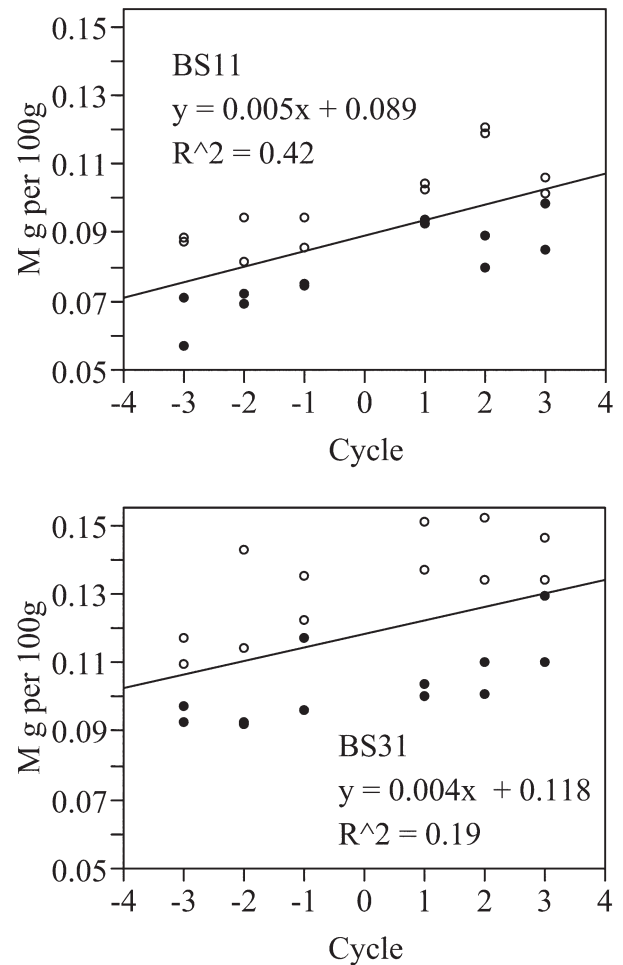 0.15
0.13
0.11
0.09
0.07
0.05
M g per 100g
BS11
y = 0.005x + 0.089
R^2 = 0.42
-4 -3 -2 -1 0 1 2 3 4
Cycle
0.15
0.13
0.11
0.09
0.07
0.05
M g per 100g
BS31
y = 0.004x + 0.118
R^2 = 0.19
-4 -3 -2 -1 0 1 2 3 4
Cycle